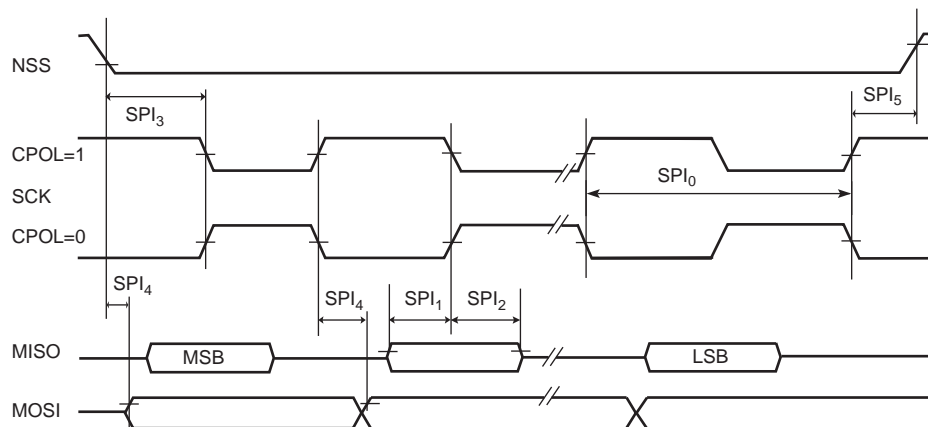 NSS
SPI₃
SPI₅
CPOL=1
SCK
SPI₀
CPOL=0
SPI₄
SPI₄
SPI₁
SPI₂
MISO
MSB
LSB
MOSI